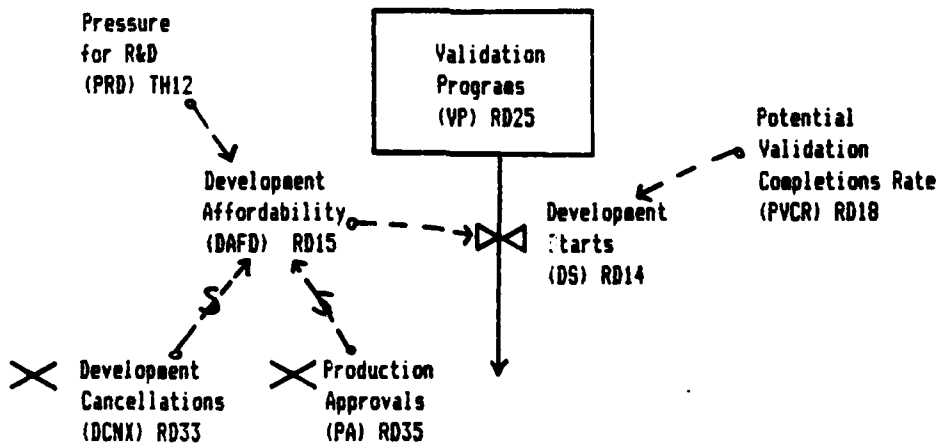 Pressure
for R&D
(PRD) TH12
Validation
Programs
(VP) RD25
Potential
Validation
Completions Rate
(PVCR) RD18
Development
Affordability
(DAFD) RD15
Development
Starts
(DS) RD14
S
S
Development
Cancellations
(DCNX) RD33
Production
Approvals
(PA) RD35